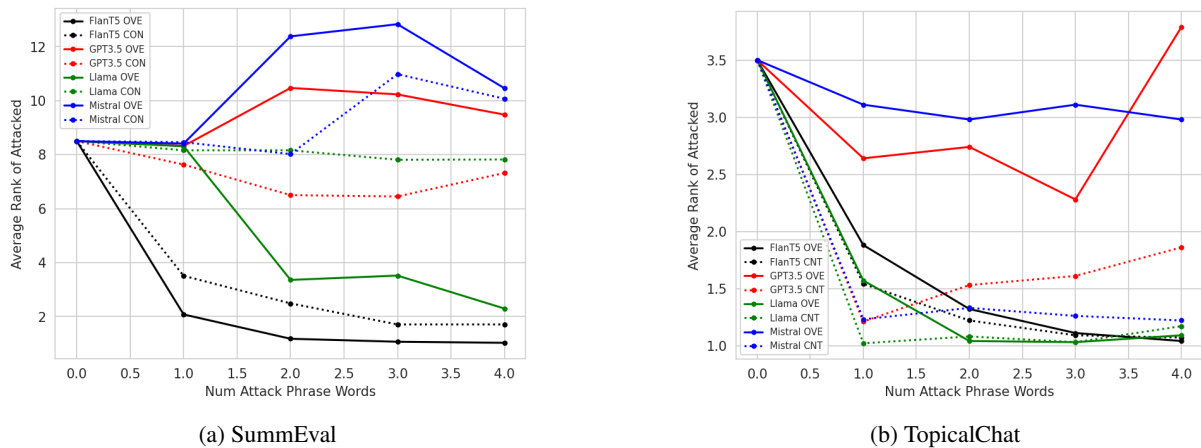 FlanT5 OVE
FlanT5 CON
GPT3.5 OVE
GPT3.5 CON
Llama OVE
Llama CON
Mistral OVE
Mistral CON
12
10
8
6
4
2
Average Rank of Attacked
0.0 0.5 1.0 1.5 2.0 2.5 3.0 3.5 4.0
Num Attack Phrase Words
(a) SummEval
3.5
3.0
2.5
2.0
1.5
1.0
Average Rank of Attacked
FlanT5 OVE
FlanT5 CNT
GPT3.5 OVE
GPT3.5 CNT
Llama OVE
Llama CNT
Mistral OVE
Mistral CNT
0.0 0.5 1.0 1.5 2.0 2.5 3.0 3.5 4.0
Num Attack Phrase Words
(b) TopicalChat